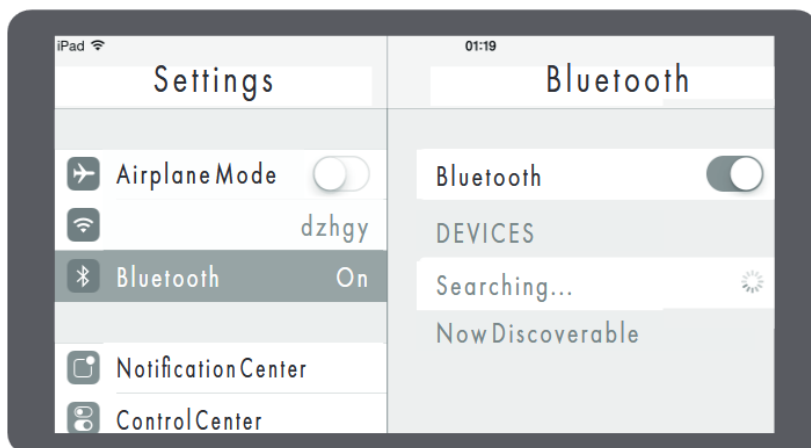 iPad
01:19
Settings
Bluetooth
Airplane Mode
dzhgy
Bluetooth On
Notification Center
Control Center
Bluetooth
DEVICES
Searching...
Now Discoverable